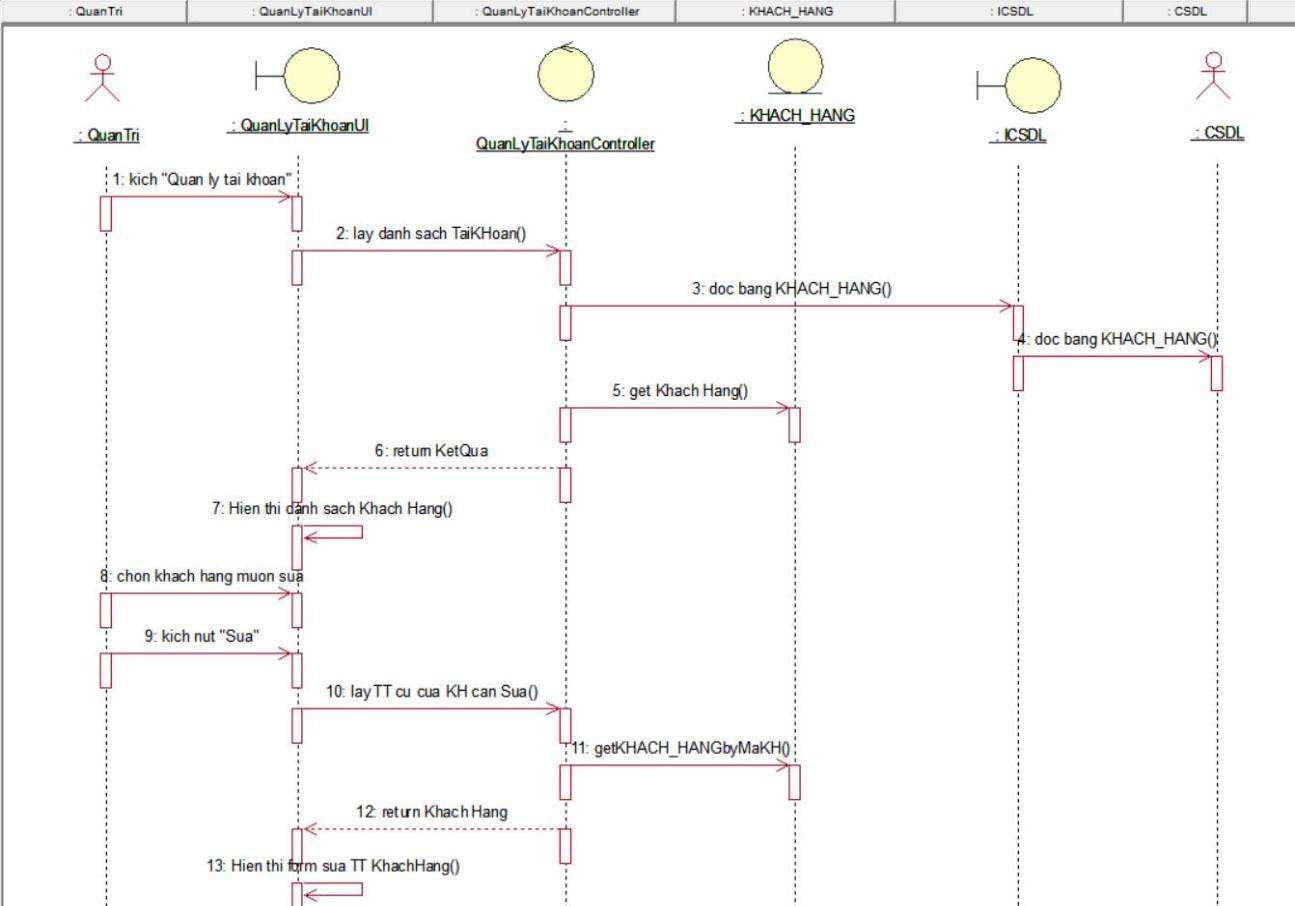 : QuanTri
: QuanLyTaiKhoanUI
: QuanLyTaiKhoanController
: KHACH_HANG
: ICSDL
: CSDL
: QuanTri
: QuanLyTaiKhoanUI
:
QuanLyTaiKhoanController
: KHACH_HANG
: ICSDL
: CSDL
1: kich "Quan ly tai khoan"
2: lay danh sach TaiKHoan()
3: doc bang KHACH_HANG()
4: doc bang KHACH_HANG()
5: get Khach Hang()
6: return KetQua
7: Hien thi danh sach Khach Hang()
8: chon khach hang muon sua
9: kich nut "Sua"
10: layTT cu cua KH can Sua()
11: getKHACH_HANGbyMaKH()
12: return Khach Hang
13: Hien thi form sua TT KhachHang()